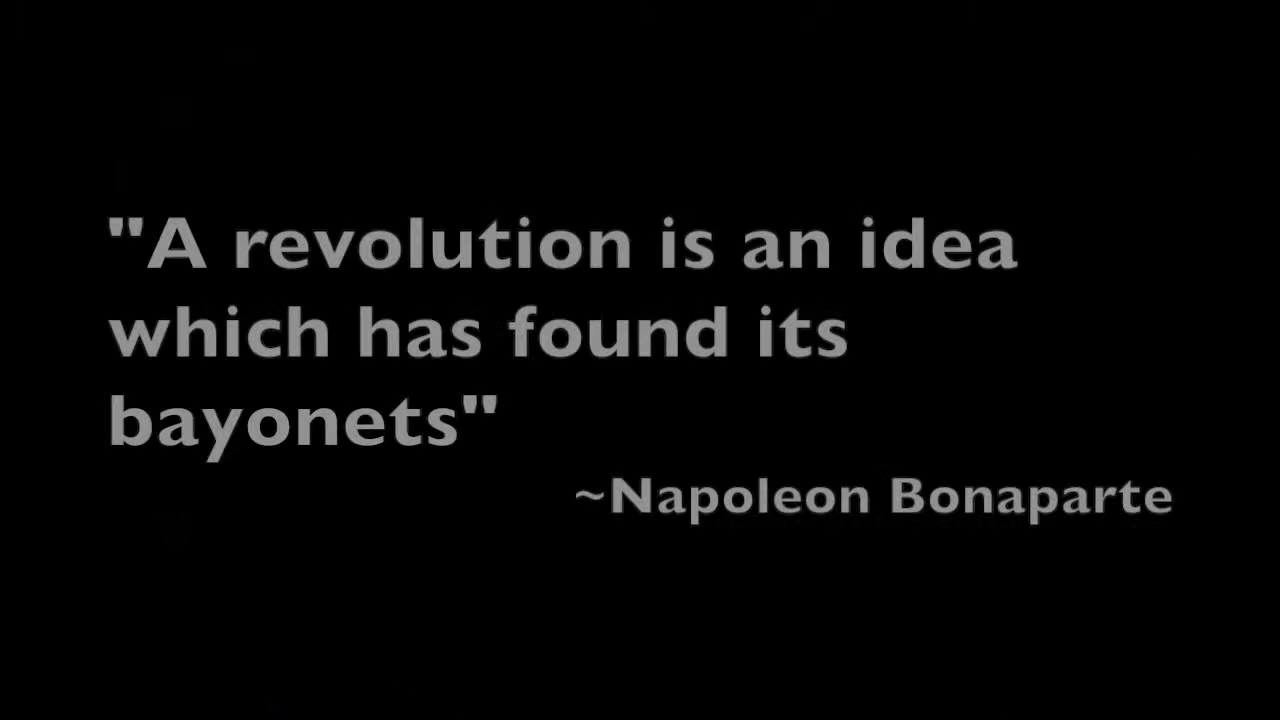 "A revolution is an idea
which has found its
bayonets"
~Napoleon Bonaparte